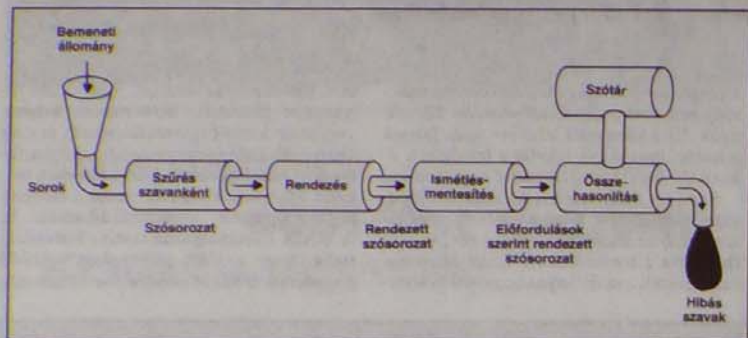 Bemeneti
állomány
Sorok
Szűrés
szavanként
Szósorozat
Rendezés
Rendezett
szósorozat
Ismétlés-
mentesítés
Előfordulások
szerint rendezett
szósorozat
Szótár
Össze-
hasonlítás
Hibás
szavak